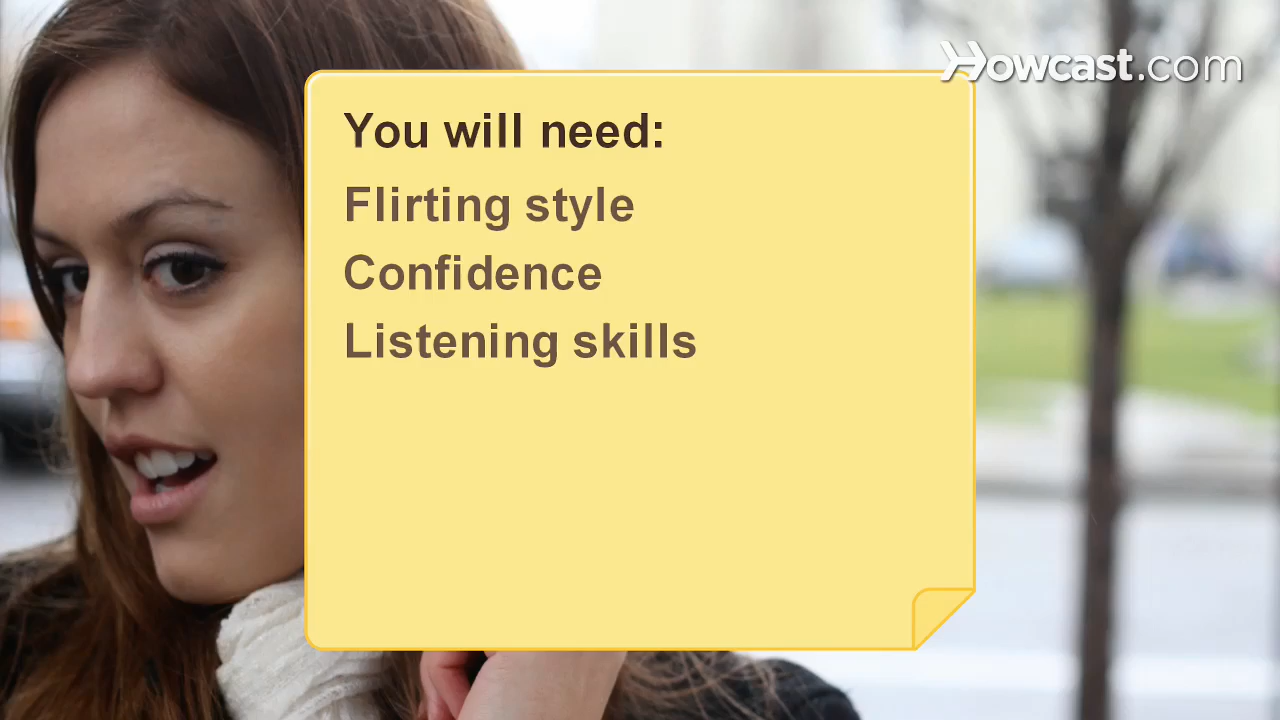 Howcast.com
You will need:
Flirting style
Confidence
Listening skills